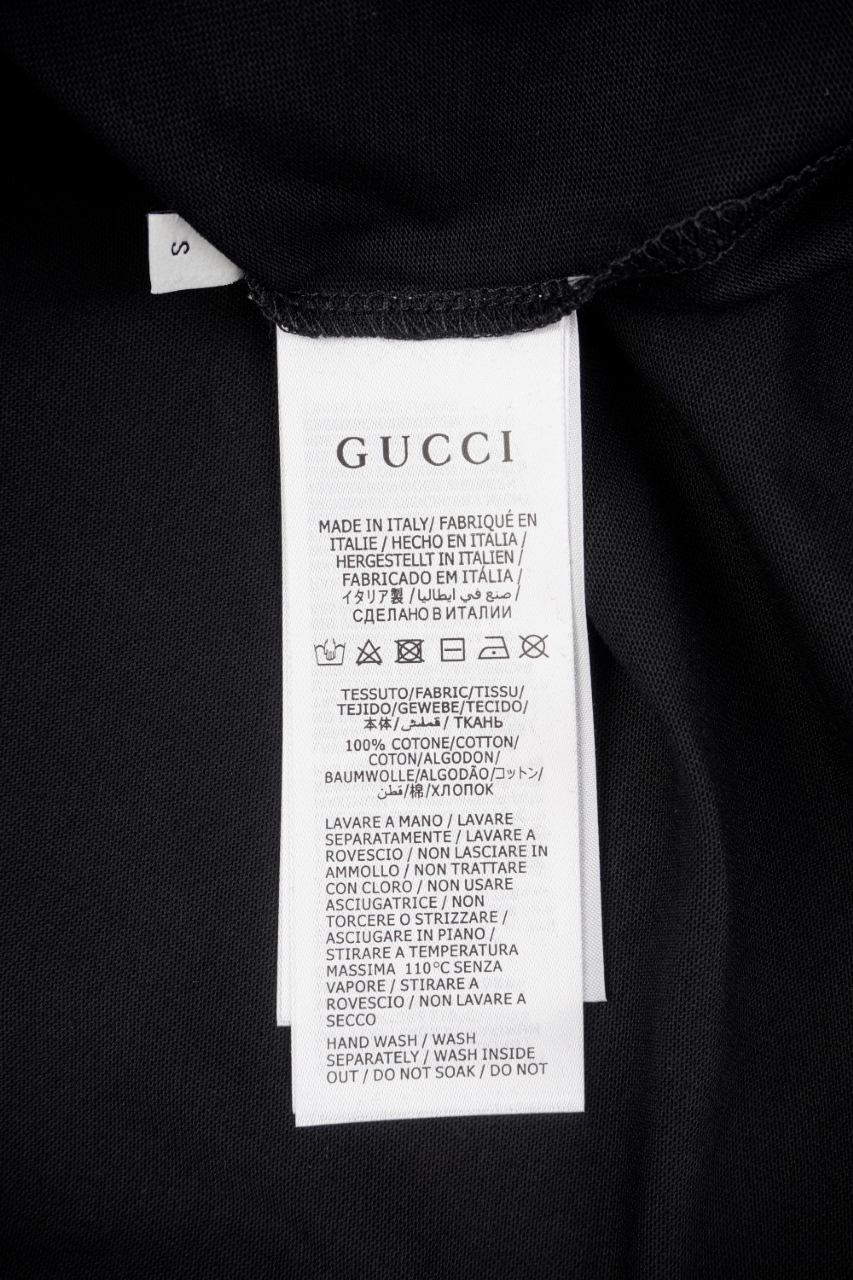 S
GUCCI
MADE IN ITALY/ FABRIQUÉ EN
ITALIE / HECHO EN ITALIA /
HERGESTELLT IN ITALIEN /
FABRICADO EM ITÁLIA /
イタリア製 / صنع في ايطاليا /
СДЕЛАНО В ИТАЛИИ
TESSUTO/FABRIC/TISSU/
TEJIDO/GEWEBE/TECIDO/
本体/قملش/ ТКАНЬ
100% COTONE/COTTON/
COTON/ALGODON/
BAUMWOLLE/ALGODÃO/コットン/
قطن/棉/ХЛОПОК
LAVARE A MANO / LAVARE
SEPARATAMENTE / LAVARE A
ROVESCIO / NON LASCIARE IN
AMMOLLO / NON TRATTARE
CON CLORO / NON USARE
ASCIUGATRICE / NON
TORCERE O STRIZZARE /
ASCIUGARE IN PIANO /
STIRARE A TEMPERATURA
MASSIMA 110°C SENZA
VAPORE / STIRARE A
ROVESCIO / NON LAVARE A
SECCO
HAND WASH / WASH
SEPARATELY / WASH INSIDE
OUT / DO NOT SOAK / DO NOT